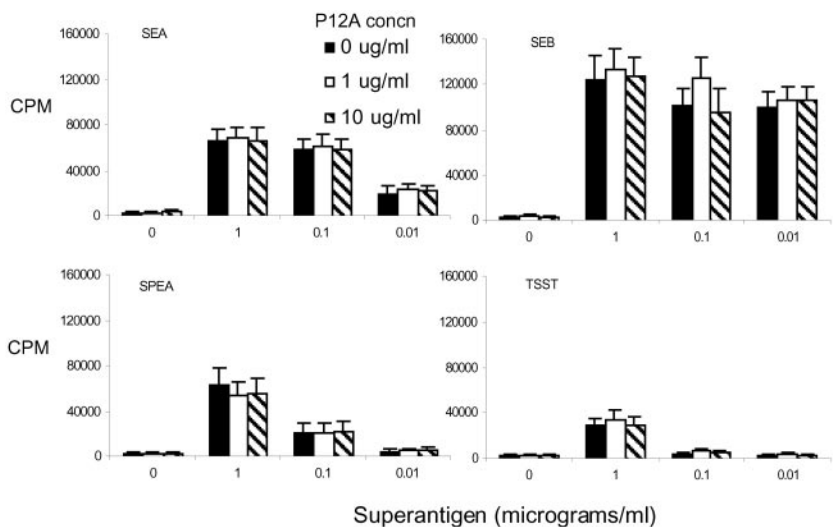 P12A concn
0 ug/ml
1 ug/ml
10 ug/ml
CPM
SEA
160000
120000
80000
40000
0
0 1 0.1 0.01
SEB
160000
120000
80000
40000
0
0 1 0.1 0.01
CPM
SPEA
160000
120000
80000
40000
0
0 1 0.1 0.01
TSST
160000
120000
80000
40000
0
0 1 0.1 0.01
Superantigen (micrograms/ml)